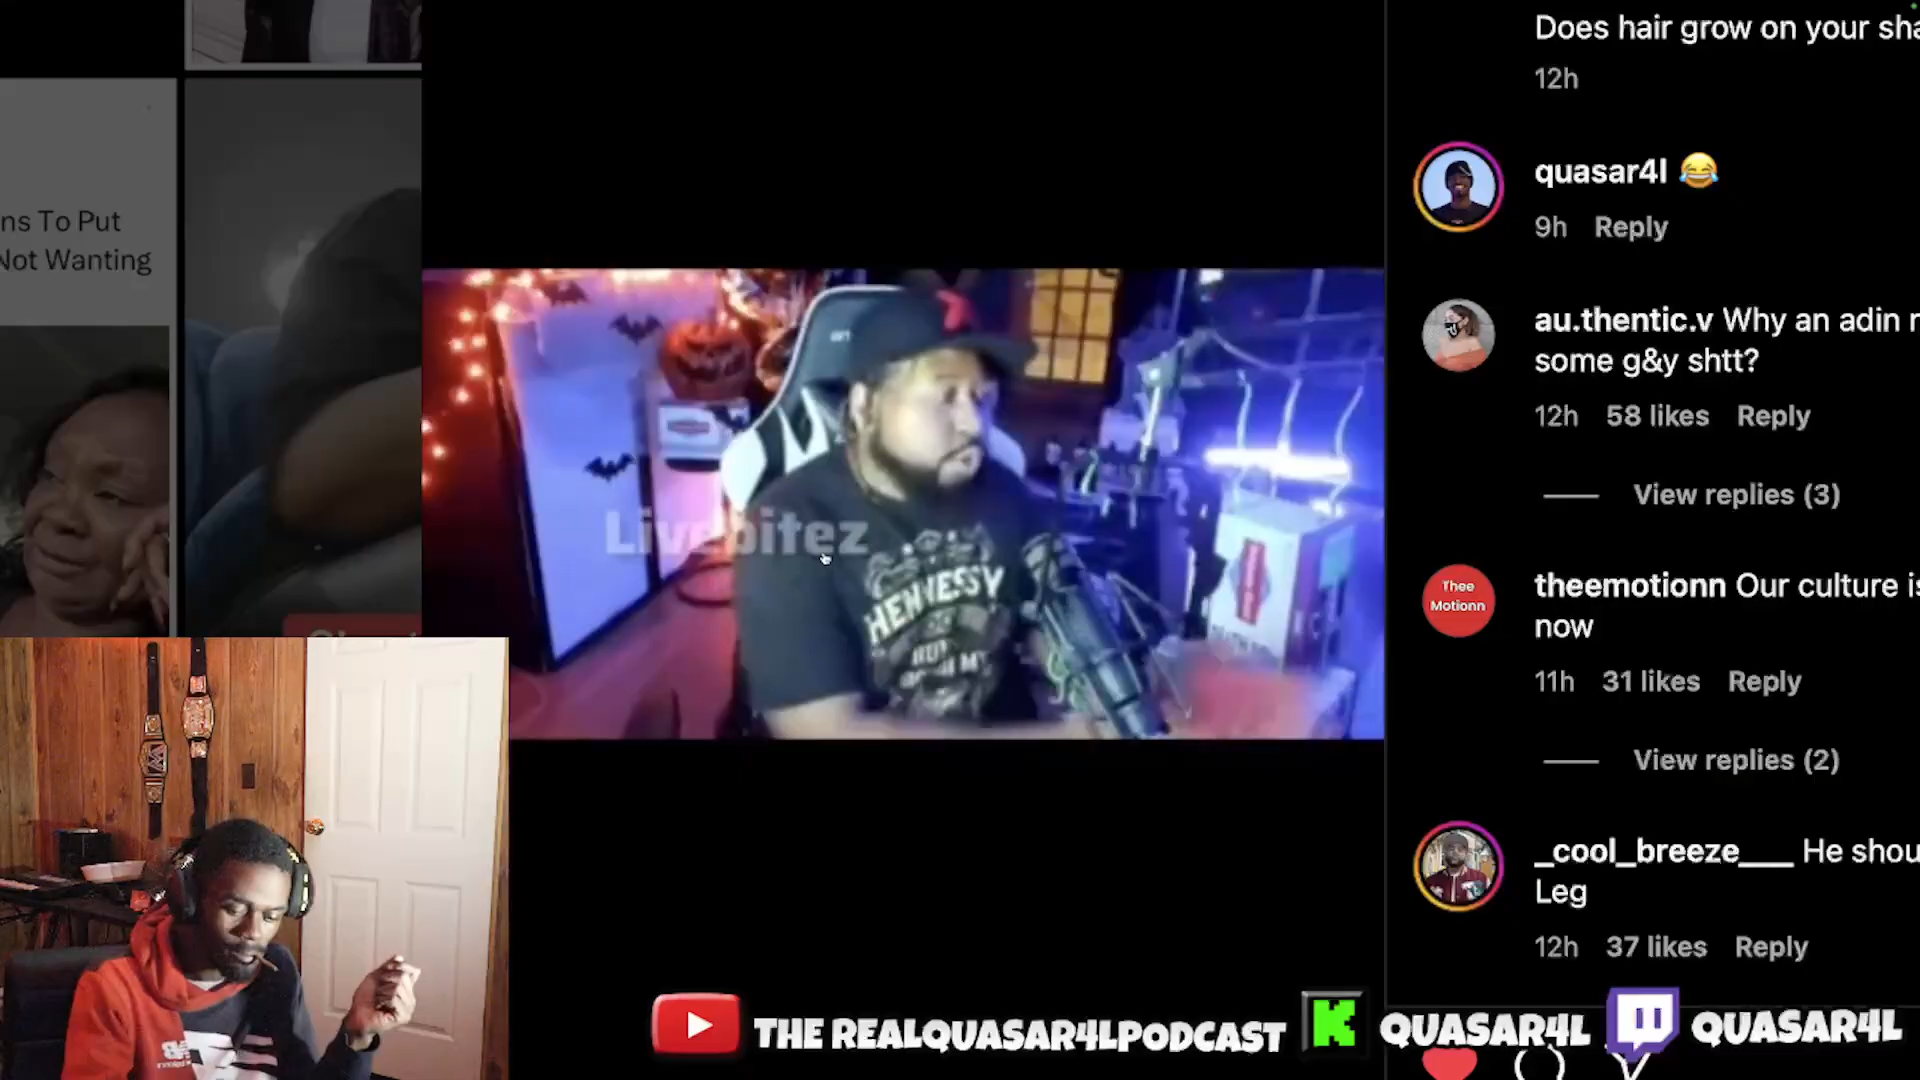 Does hair grow on your sha
12h
quasar4l 😂
9h Reply
au.thentic.v Why an adin r
some g&y shtt?
12h 58 likes Reply
View replies (3)
theemotionn Our culture is
now
11h 31 likes Reply
View replies (2)
_cool_breeze___ He shou
Leg
12h 37 likes Reply
ns To Put
Not Wanting
Livebitez
HENNESSY
BUT
Thee
Motionn
THE REALQUASAR4LPODCAST
K
QUASAR4L
QUASAR4L